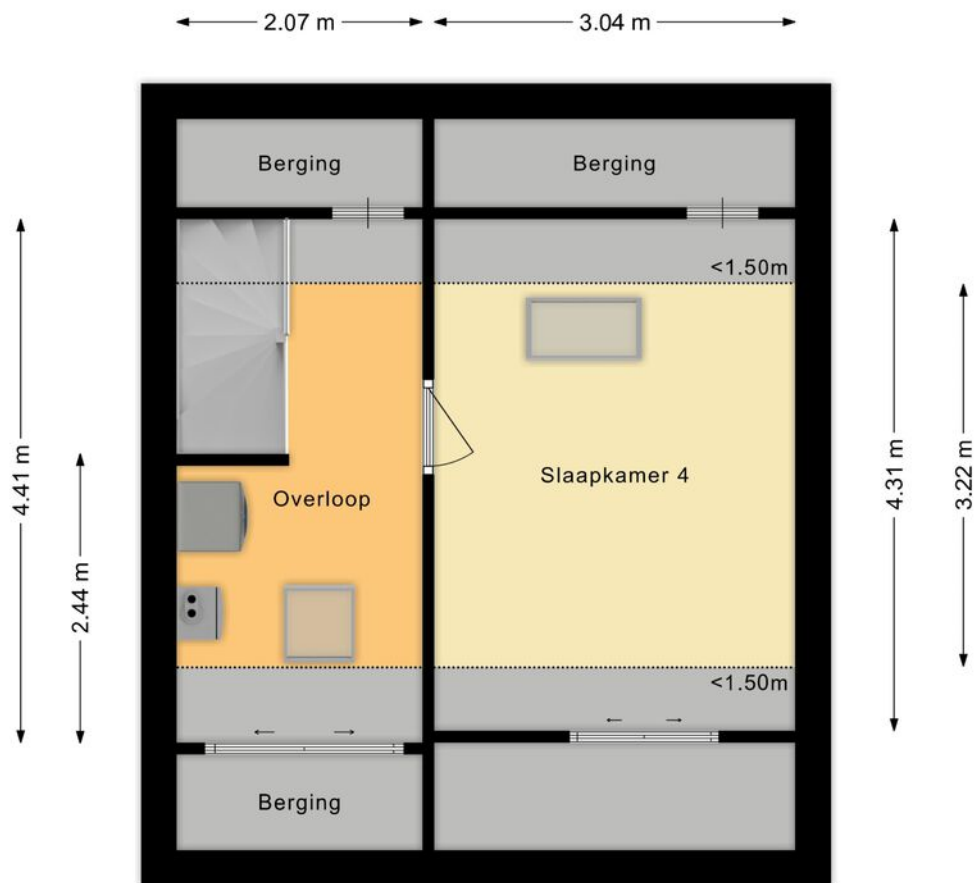 2.07 m
3.04 m
Berging
Berging
<1.50m
4.41 m
2.44 m
Overloop
Slaapkamer 4
4.31 m
3.22 m
<1.50m
Berging